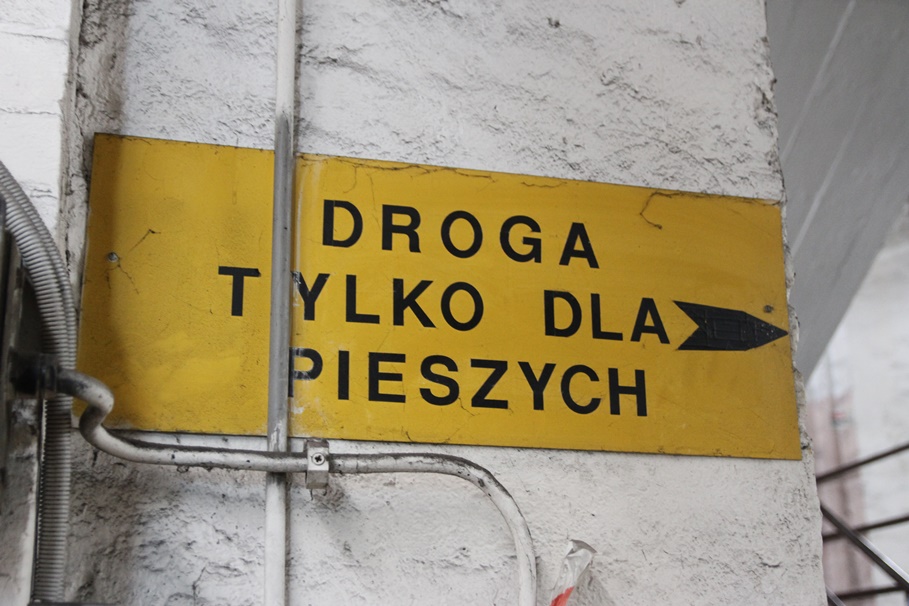 DROGA
TYLKO DLA
PIESZYCH